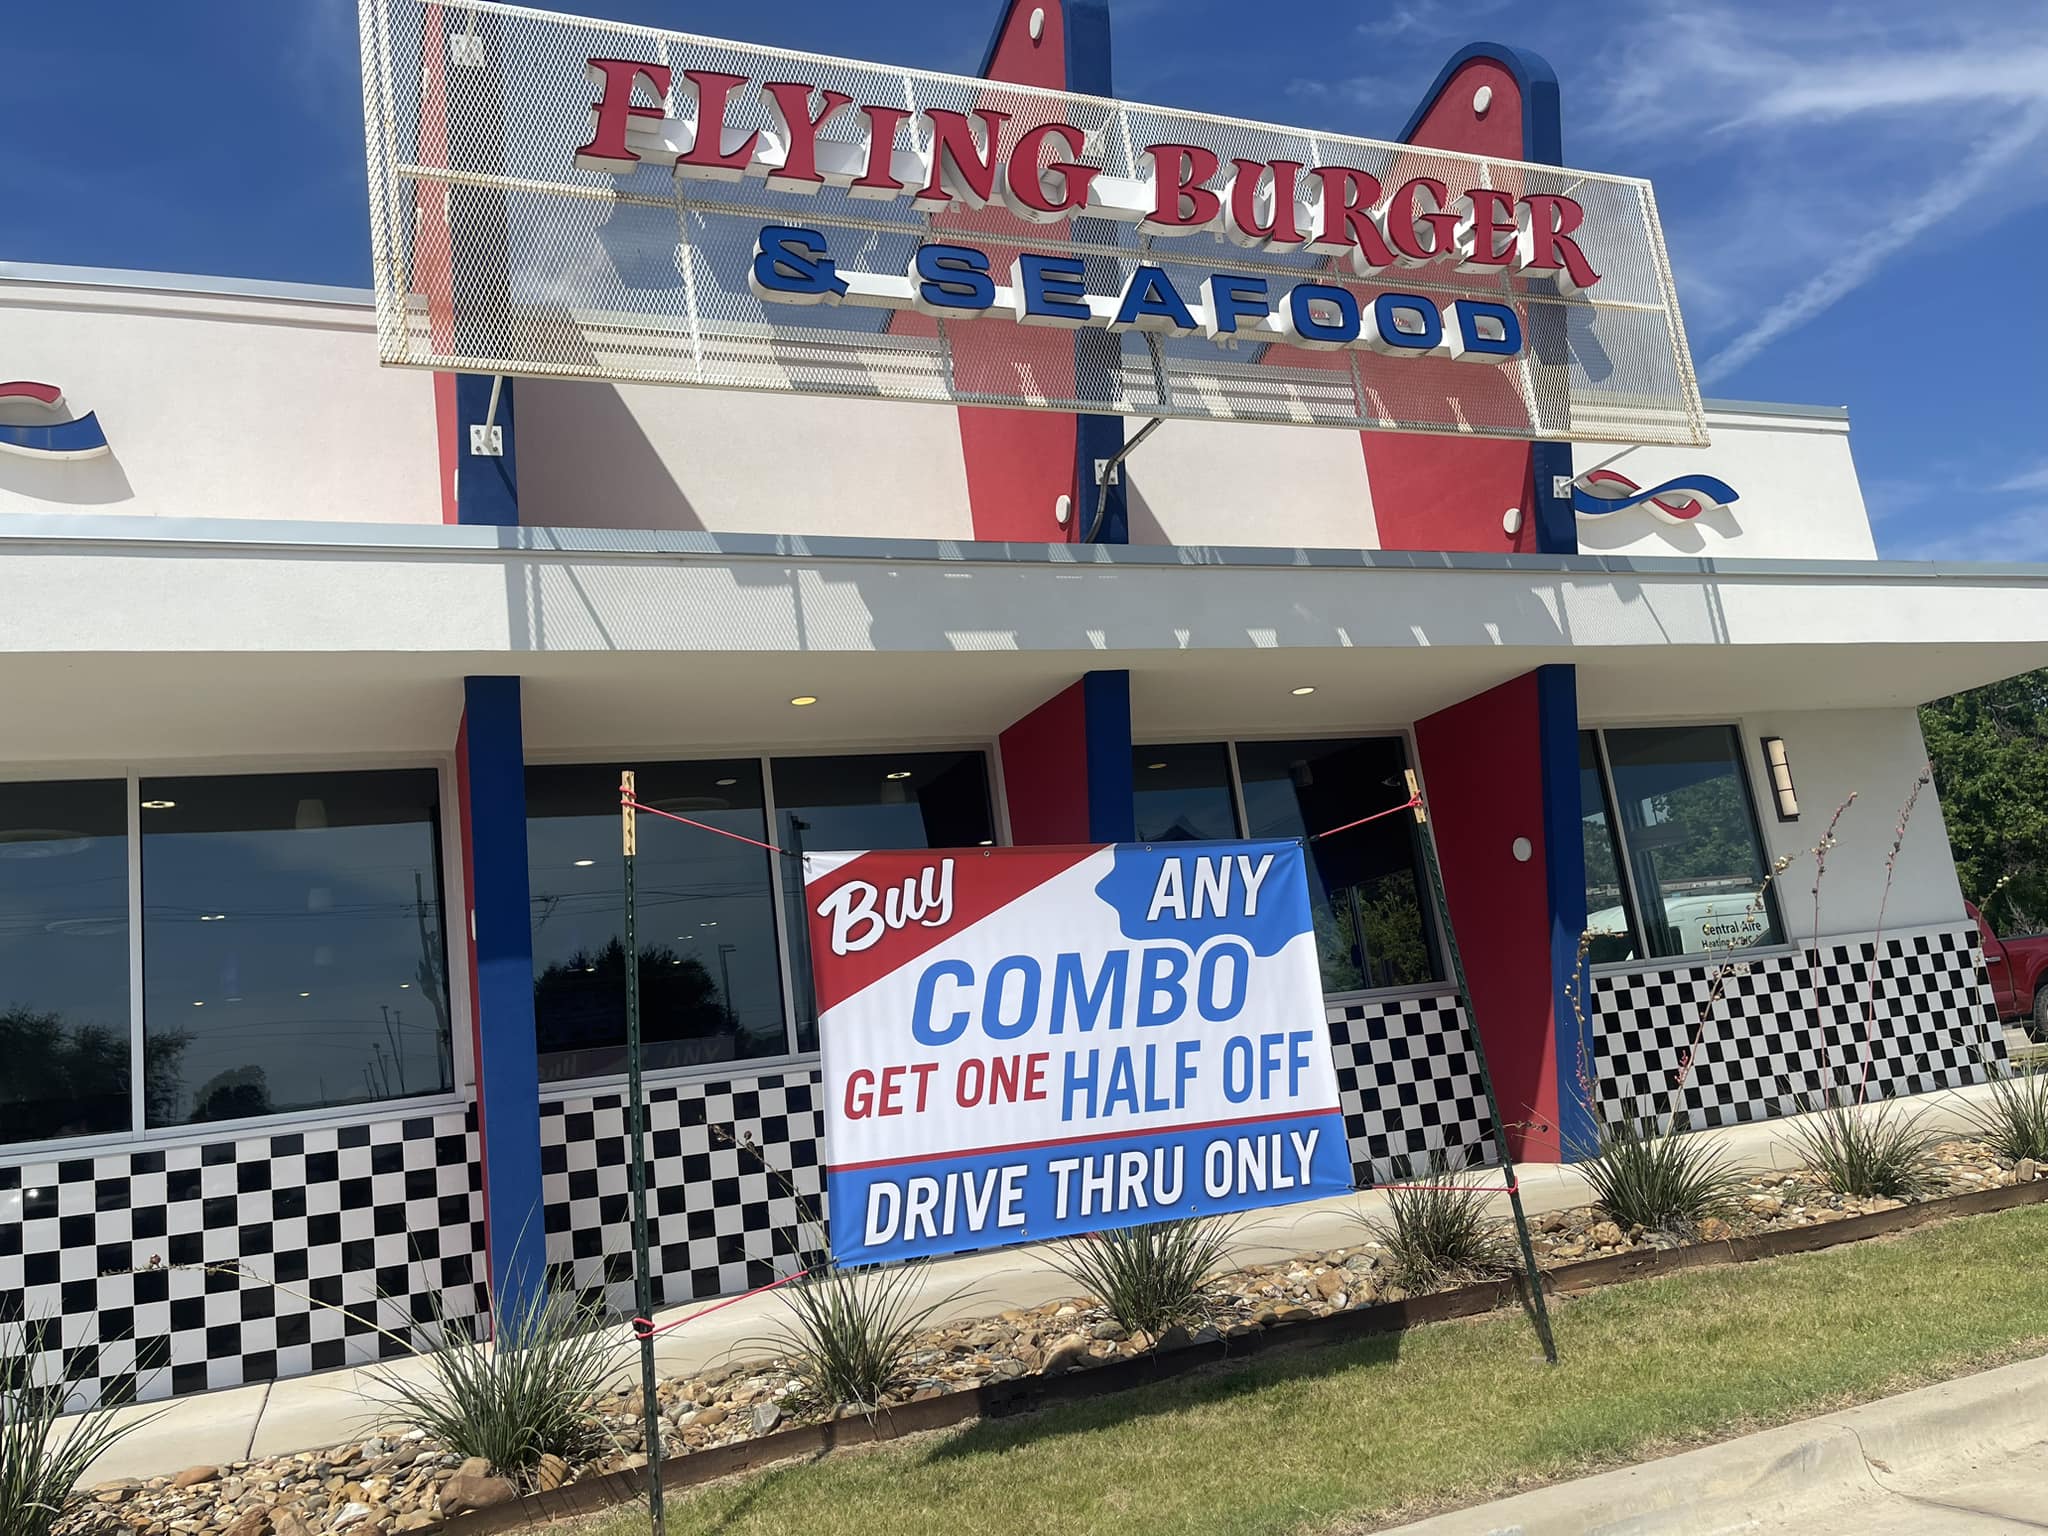 FLYING BURGER
& SEAFOOD
Buy ANY
COMBO
GET ONE HALF OFF
DRIVE THRU ONLY
Central Aire